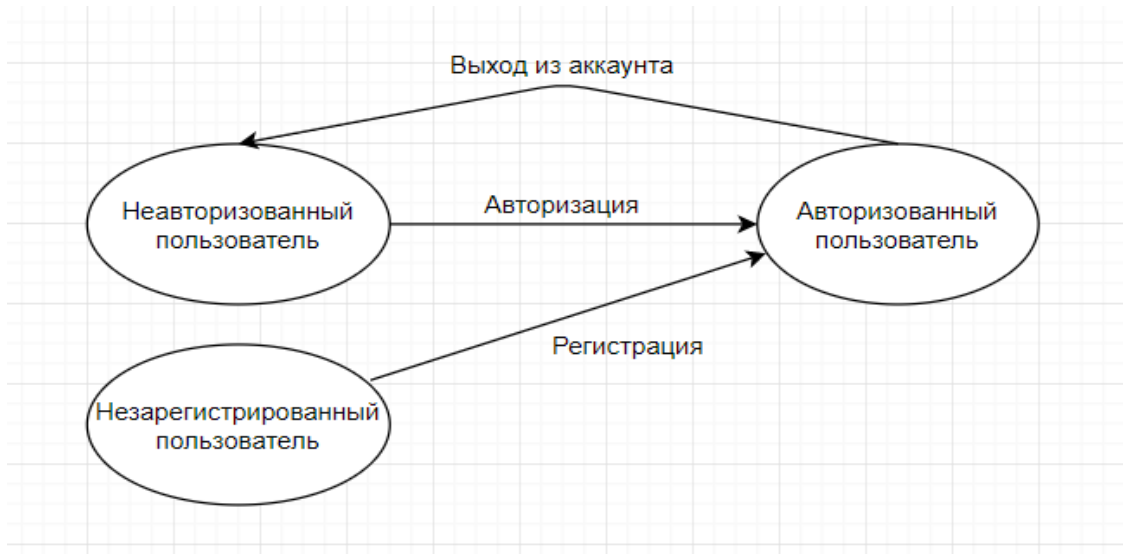 Выход из аккаунта
Неавторизованный
пользователь
Авторизация
Авторизованный
пользователь
Регистрация
Незарегистрированный
пользователь